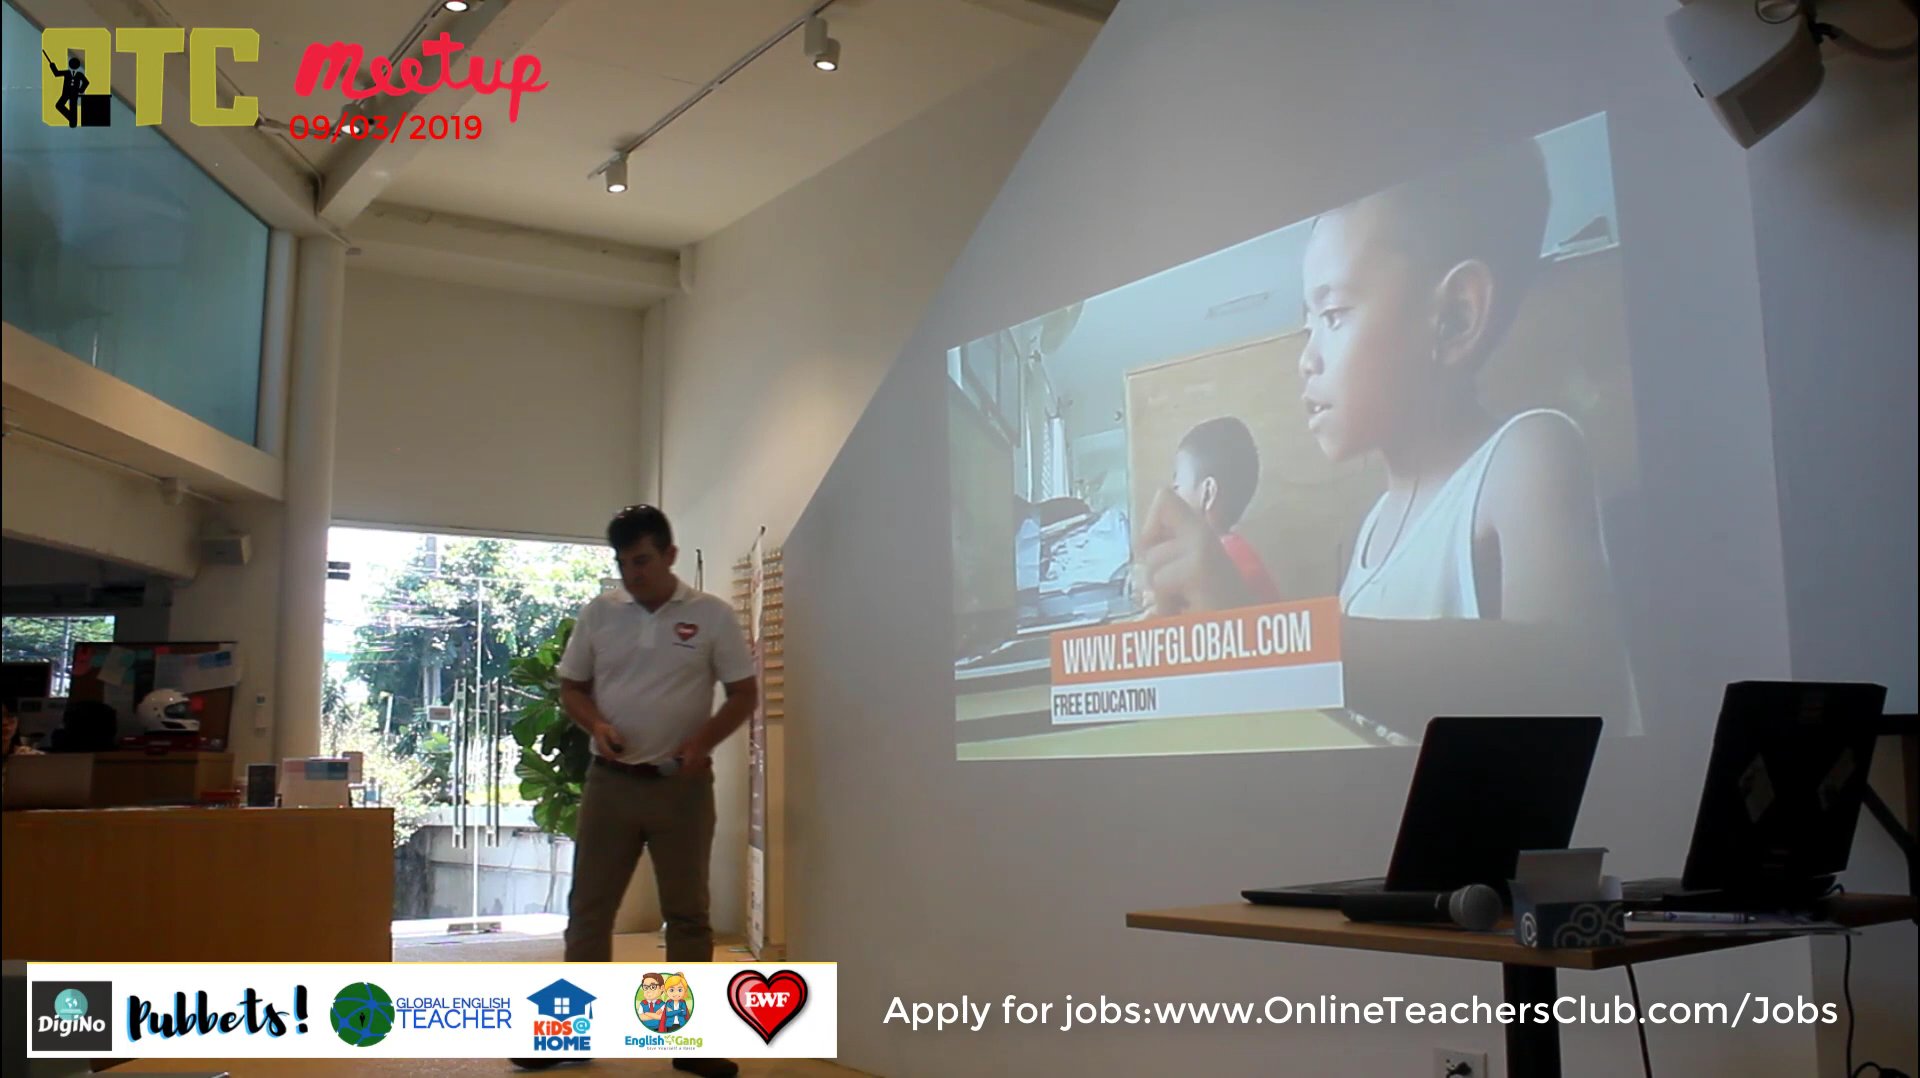 OTC
meetup
09/03/2019
WWW.EWFGLOBAL.COM
FREE EDUCATION
DigiNo
Pubbets!
GLOBAL ENGLISH
TEACHER
KiDS@
HOME
English Gang
EWF
Apply for jobs:www.OnlineTeachersClub.com/Jobs